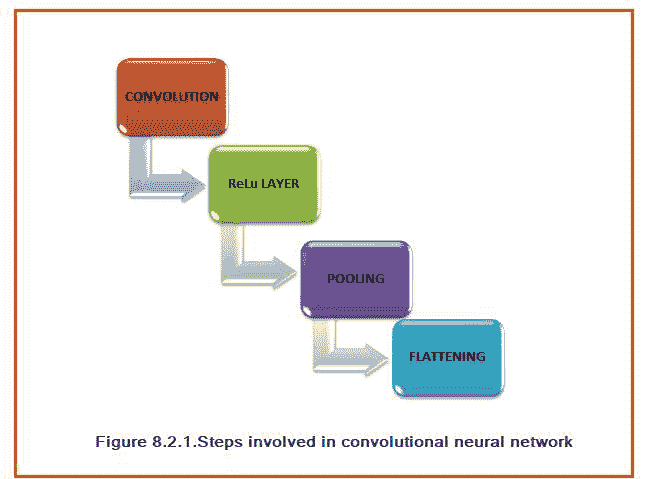 CONVOLUTION
ReLu LAYER
POOLING
FLATTENING
Figure 8.2.1.Steps involved in convolutional neural network